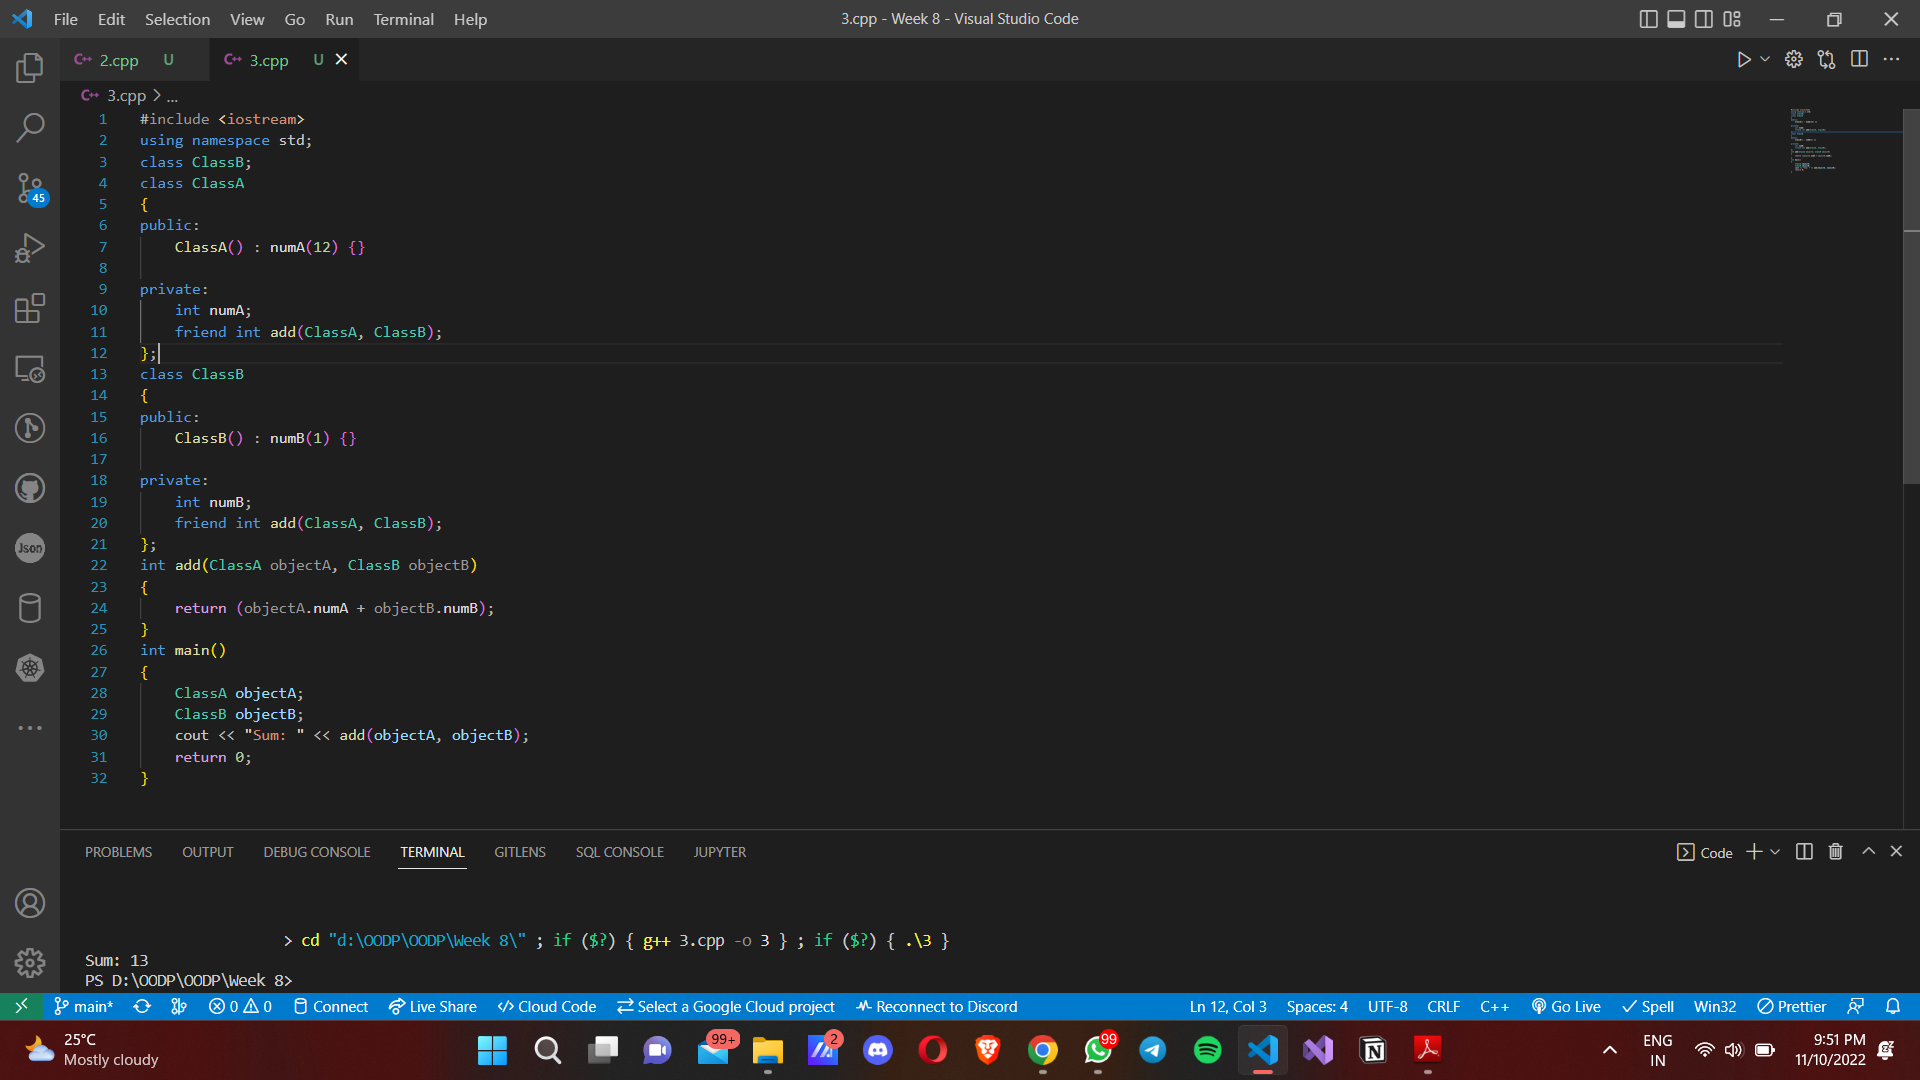 File Edit Selection View Go Run Terminal Help
3.cpp - Week 8 - Visual Studio Code
C++ 2.cpp U
C++ 3.cpp U
C++ 3.cpp > ...
1 #include <iostream>
2 using namespace std;
3 class ClassB;
4 class ClassA
5 {
6 public:
7     ClassA() : numA(12) {}
8
9 private:
10     int numA;
11     friend int add(ClassA, ClassB);
12 };
13 class ClassB
14 {
15 public:
16     ClassB() : numB(1) {}
17
18 private:
19     int numB;
20     friend int add(ClassA, ClassB);
21 };
22 int add(ClassA objectA, ClassB objectB)
23 {
24     return (objectA.numA + objectB.numB);
25 }
26 int main()
27 {
28     ClassA objectA;
29     ClassB objectB;
30     cout << "Sum: " << add(objectA, objectB);
31     return 0;
32 }
45
Json
PROBLEMS OUTPUT DEBUG CONSOLE TERMINAL GITLENS SQL CONSOLE JUPYTER
Code
> cd "d:\OODP\OODP\Week 8\" ; if ($?) { g++ 3.cpp -o 3 } ; if ($?) { .\3 }
Sum: 13
PS D:\OODP\OODP\Week 8>
main* 0 0 Connect Live Share Cloud Code Select a Google Cloud project Reconnect to Discord
Ln 12, Col 3 Spaces: 4 UTF-8 CRLF C++ Go Live Spell Win32 Prettier
25°C
Mostly cloudy
99+
2
99
ENG
IN
9:51 PM
11/10/2022